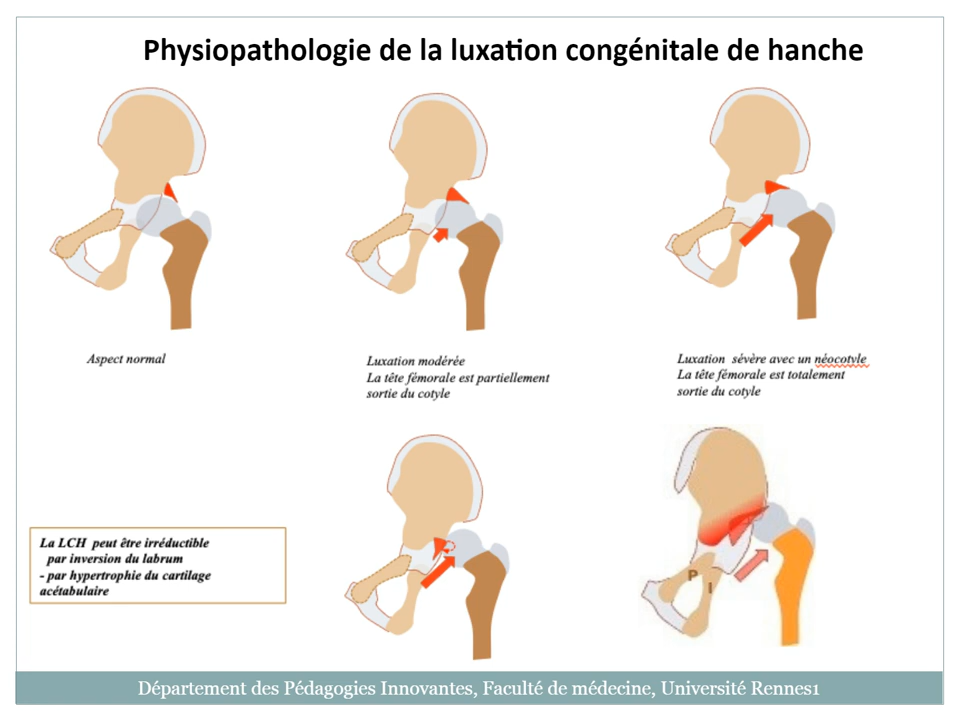 Physiopathologie de la luxation congénitale de hanche
Aspect normal
Luxation modérée
La tête fémorale est partiellement
sortie du cotyle
Luxation sévère avec un néocotyle
La tête fémorale est totalement
sortie du cotyle
La LCH peut être irréductible
par inversion du labrum
- par hypertrophie du cartilage
acétabulaire
P I
Département des Pédagogies Innovantes, Faculté de médecine, Université Rennes1